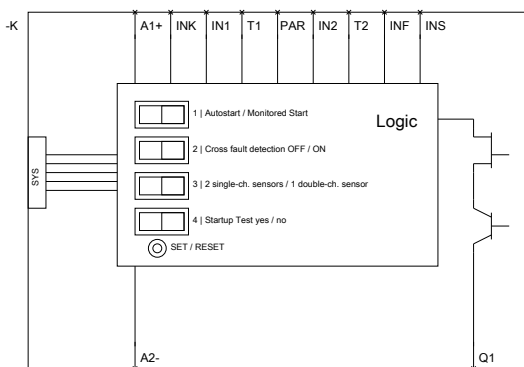 -K A1+ INK IN1 T1 PAR IN2 T2 INF INS
1 | Autostart / Monitored Start
Logic
2 | Cross fault detection OFF / ON
SYS
3 | 2 single-ch. sensors / 1 double-ch. sensor
4 | Startup Test yes / no
SET / RESET
A2- Q1